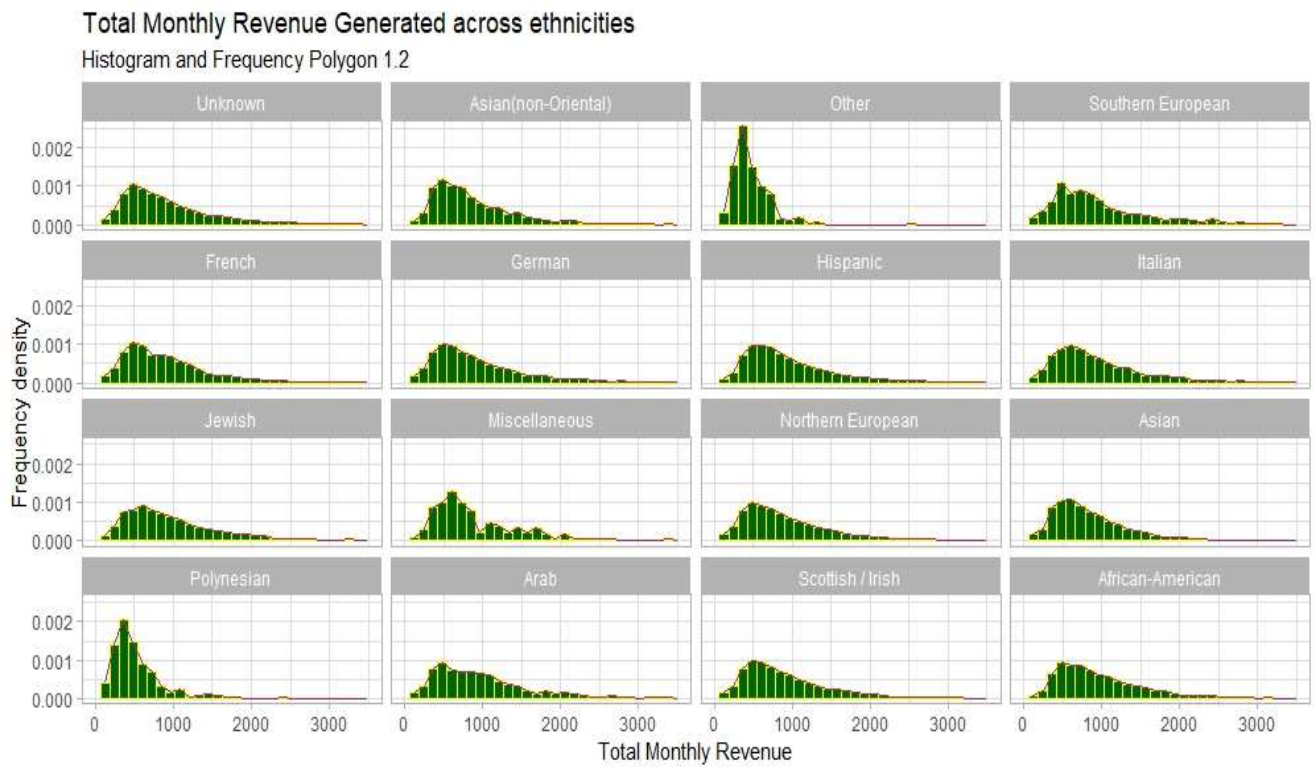 Total Monthly Revenue Generated across ethnicities
Histogram and Frequency Polygon 1.2
Unknown Asian(non-Oriental) Other Southern European
0.002
0.001
0.000
French German Hispanic Italian
0.002
0.001
0.000
Jewish Miscellaneous Northern European Asian
0.002
0.001
0.000
Polynesian Arab Scottish / Irish African-American
0.002
0.001
0.000
Frequency density
0 1000 2000 3000 0 1000 2000 3000 0 1000 2000 3000 0 1000 2000 3000
Total Monthly Revenue